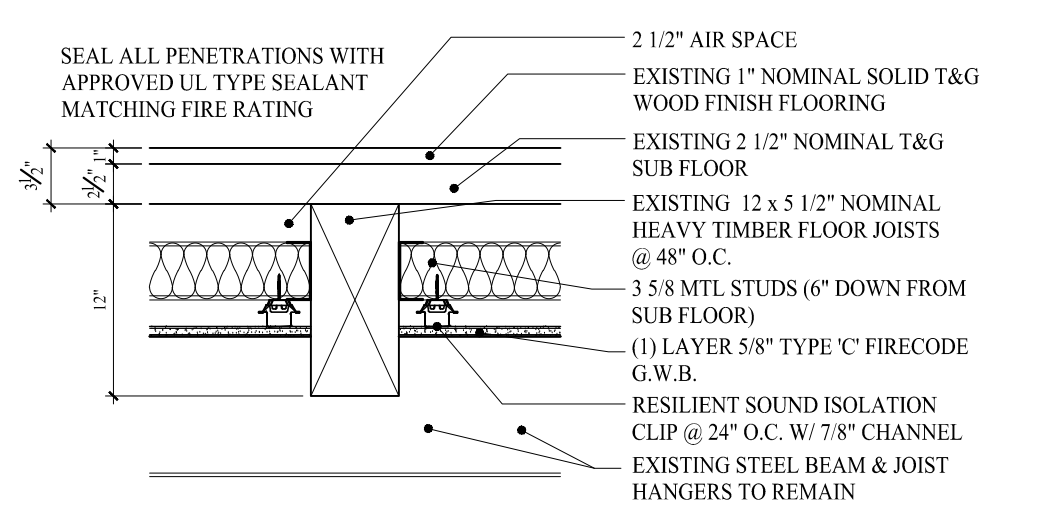 SEAL ALL PENETRATIONS WITH
APPROVED UL TYPE SEALANT
MATCHING FIRE RATING
2 1/2" AIR SPACE
EXISTING 1" NOMINAL SOLID T&G
WOOD FINISH FLOORING
EXISTING 2 1/2" NOMINAL T&G
SUB FLOOR
EXISTING 12 x 5 1/2" NOMINAL
HEAVY TIMBER FLOOR JOISTS
@ 48" O.C.
3 5/8 MTL STUDS (6" DOWN FROM
SUB FLOOR)
(1) LAYER 5/8" TYPE 'C' FIRECODE
G.W.B.
RESILIENT SOUND ISOLATION
CLIP @ 24" O.C. W/ 7/8" CHANNEL
EXISTING STEEL BEAM & JOIST
HANGERS TO REMAIN
3½"
1"
2½"
12"